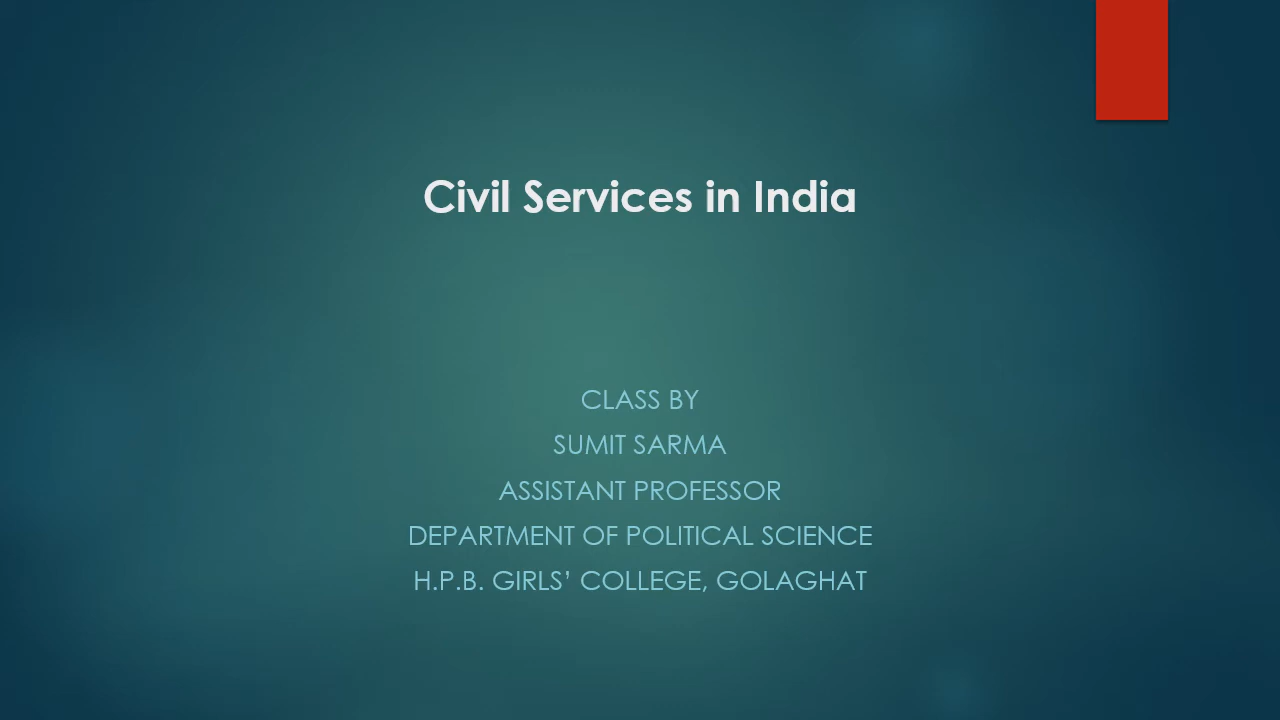 Civil Services in India
CLASS BY
SUMIT SARMA
ASSISTANT PROFESSOR
DEPARTMENT OF POLITICAL SCIENCE
H.P.B. GIRLS’ COLLEGE, GOLAGHAT